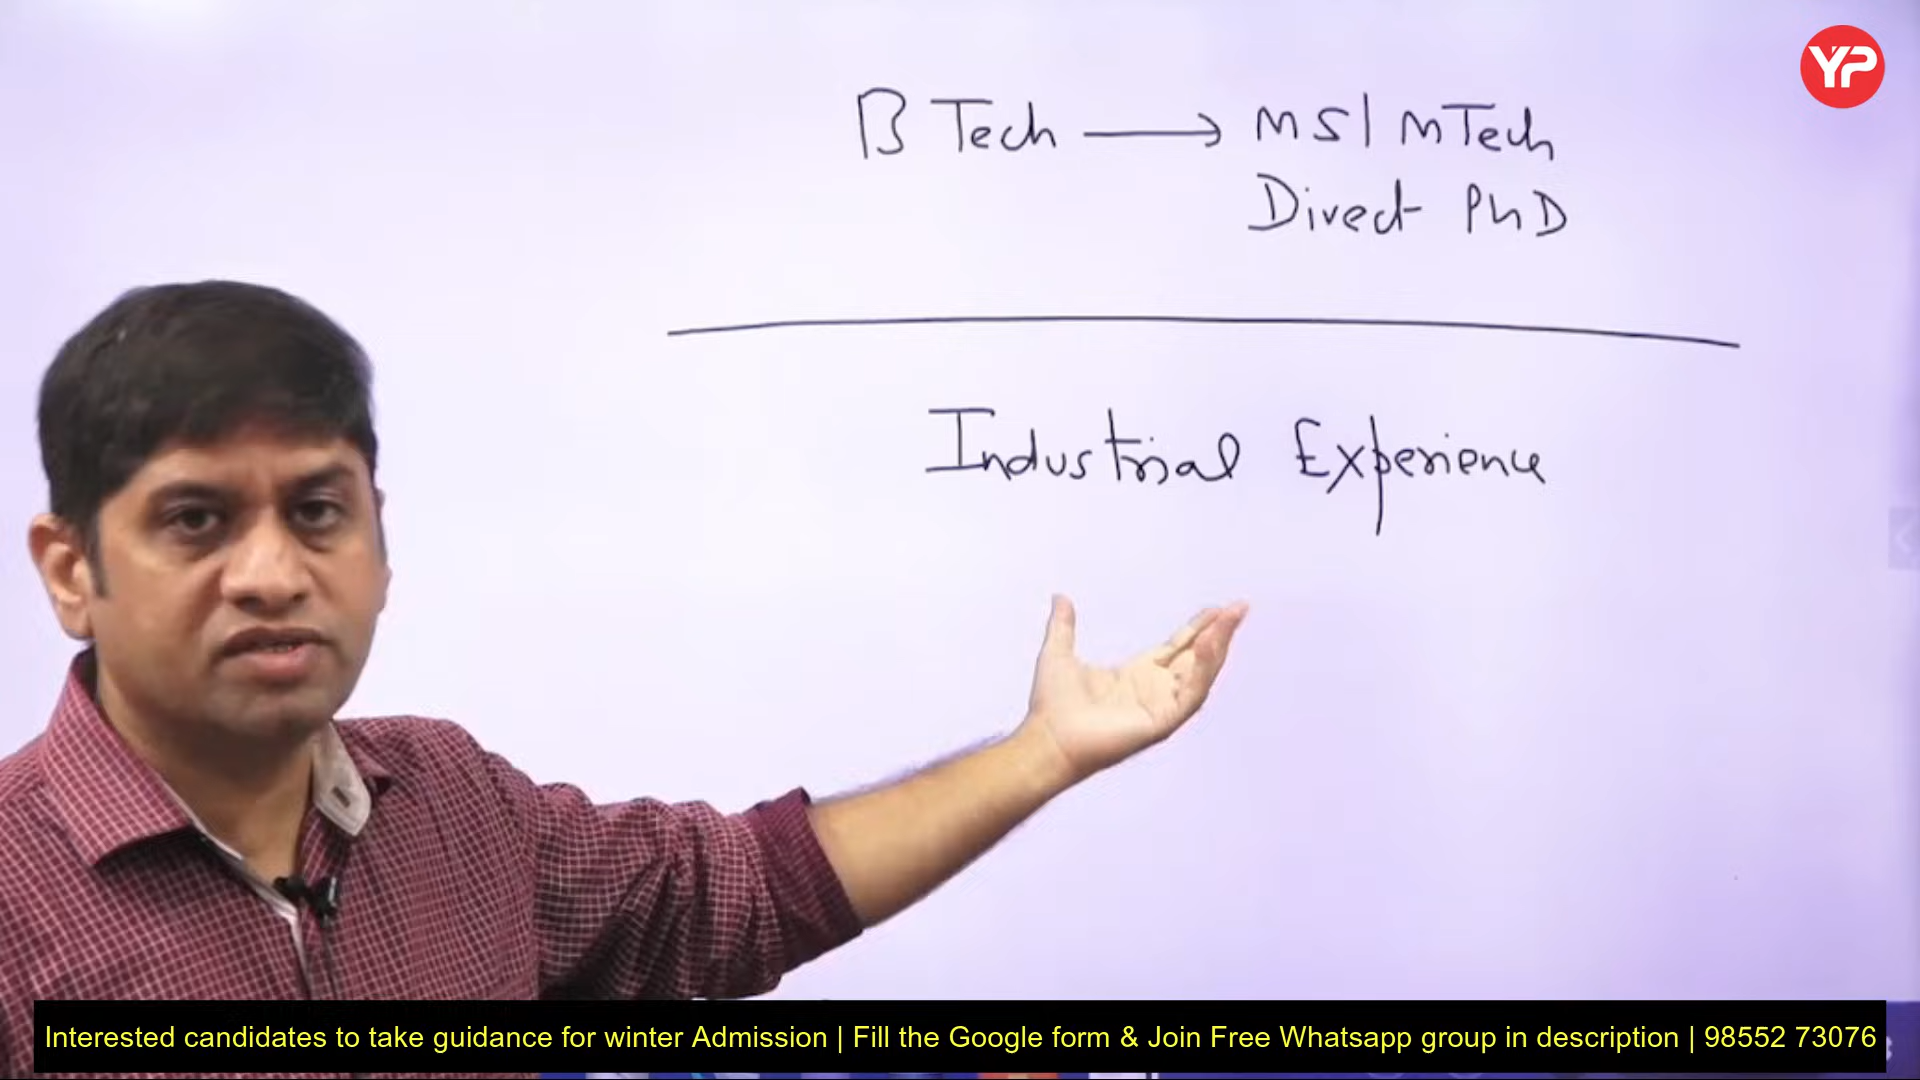 YP
B Tech → MS/MTech
Direct PhD
Industrial Experience
Interested candidates to take guidance for winter Admission | Fill the Google form & Join Free Whatsapp group in description | 98552 73076